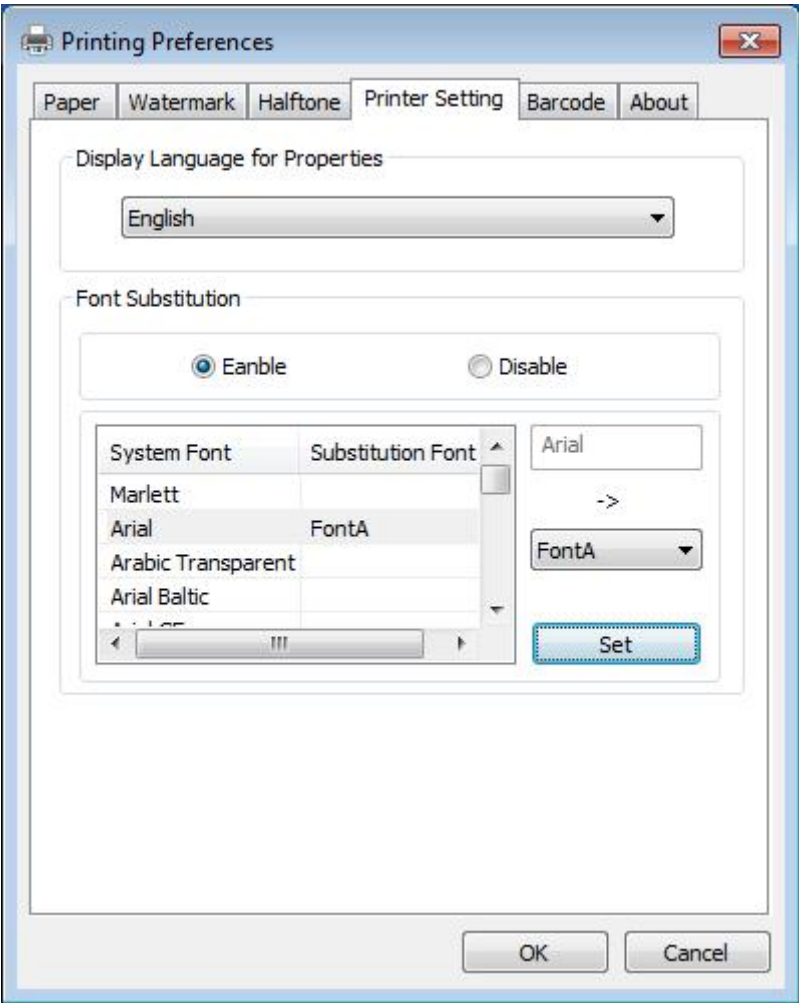 Printing Preferences
Paper Watermark Halftone Printer Setting Barcode About
Display Language for Properties
English
Font Substitution
Eanble Disable
System Font Substitution Font
Marlett
Arial FontA
Arabic Transparent
Arial Baltic
Arial
->
FontA
Set
OK Cancel